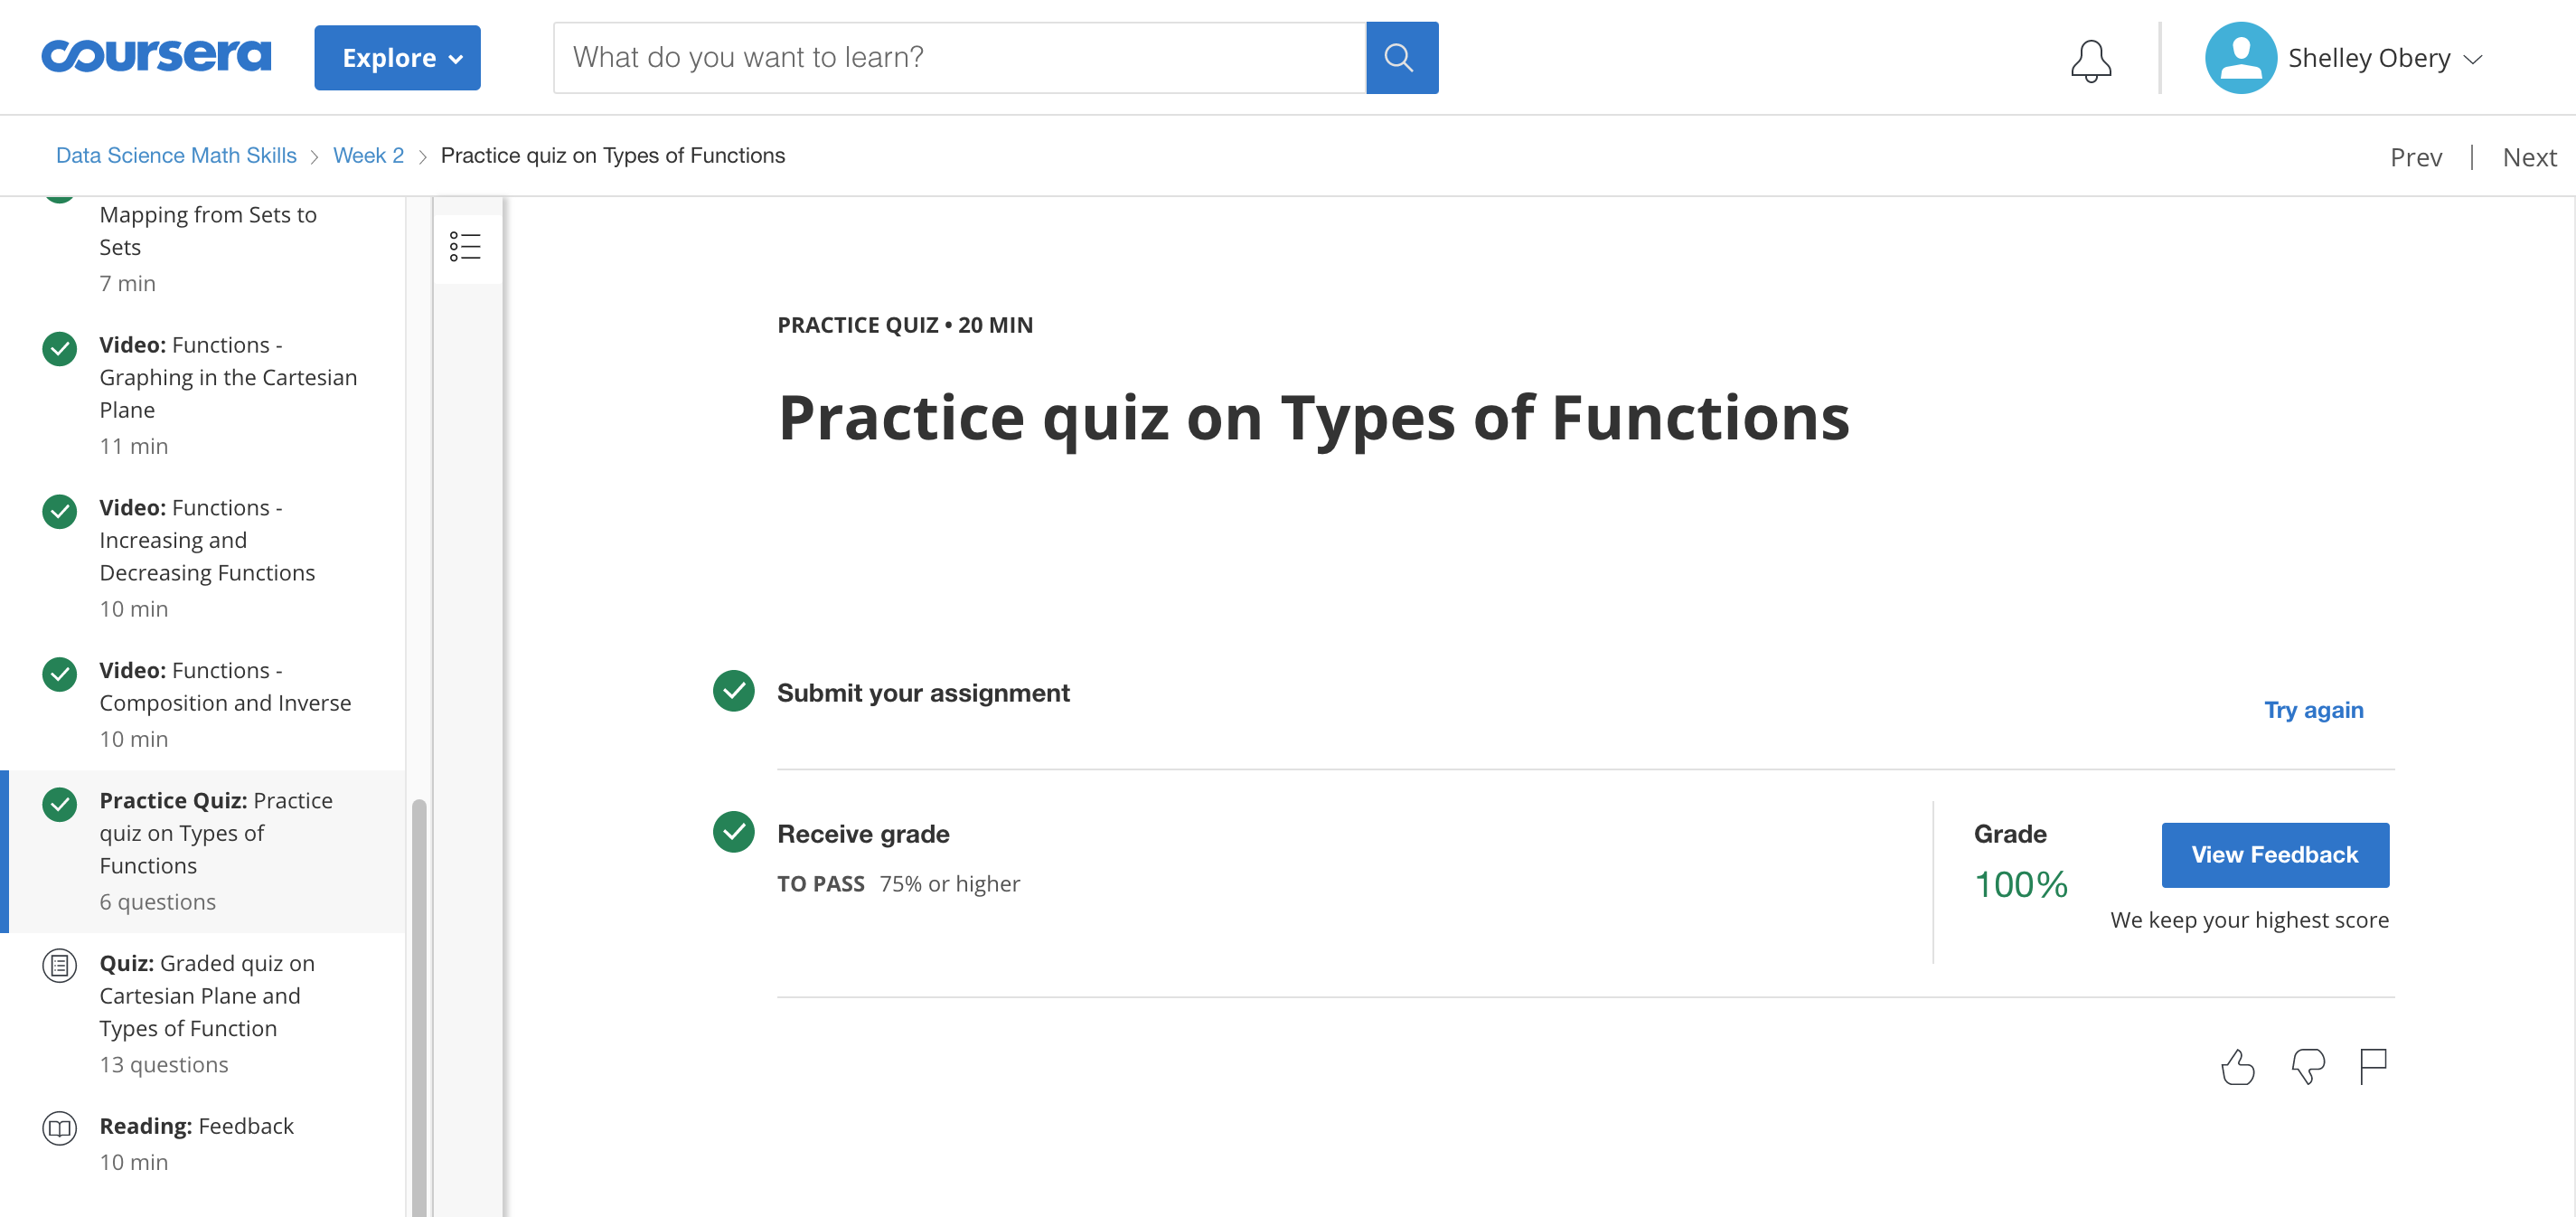 coursera
Explore
What do you want to learn?
Shelley Obery
Data Science Math Skills
Week 2
Practice quiz on Types of Functions
Prev
Next
Mapping from Sets to
Sets
7 min
Video: Functions -
Graphing in the Cartesian
Plane
11 min
Video: Functions -
Increasing and
Decreasing Functions
10 min
Video: Functions -
Composition and Inverse
10 min
Practice Quiz: Practice
quiz on Types of
Functions
6 questions
Quiz: Graded quiz on
Cartesian Plane and
Types of Function
13 questions
Reading: Feedback
10 min
PRACTICE QUIZ • 20 MIN
Practice quiz on Types of Functions
Submit your assignment
Try again
Receive grade
TO PASS 75% or higher
Grade
100%
View Feedback
We keep your highest score